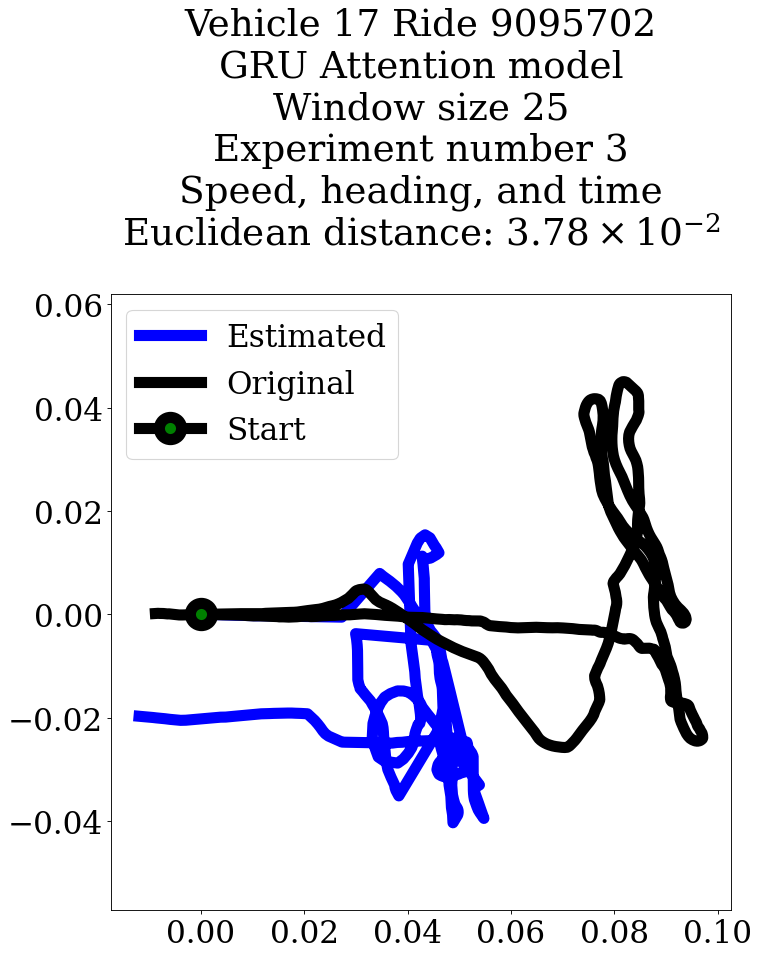 Vehicle 17 Ride 9095702
GRU Attention model
Window size 25
Experiment number 3
Speed, heading, and time
Euclidean distance: 3.78 × 10⁻²
Estimated
Original
Start
0.06
0.04
0.02
0.00
−0.02
−0.04
0.00 0.02 0.04 0.06 0.08 0.10